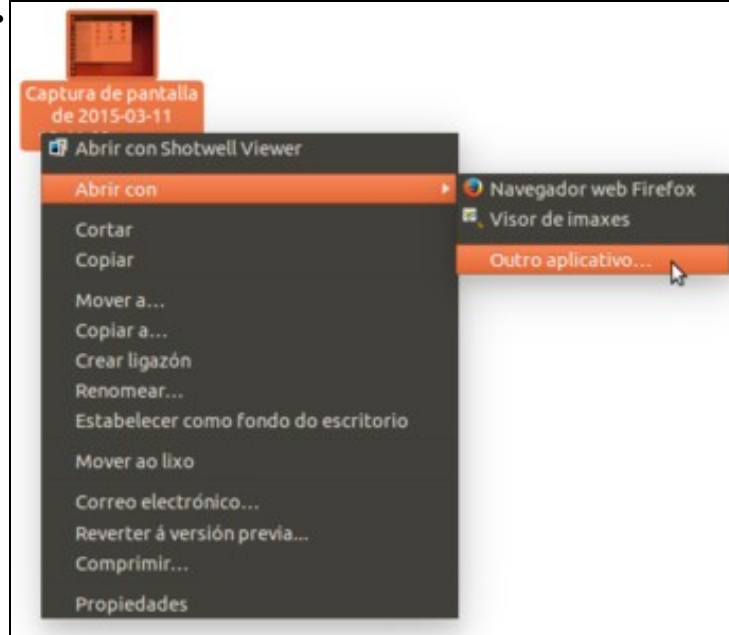 Captura de pantalla
de 2015-03-11
Abrir con Shotwell Viewer
Abrir con
Navegador web Firefox
Visor de imaxes
Outro aplicativo...
Cortar
Copiar
Mover a...
Copiar a...
Crear ligazón
Renomear...
Estabelecer como fondo do escritorio
Mover ao lixo
Correo electrónico...
Reverter á versión previa...
Comprimir...
Propiedades